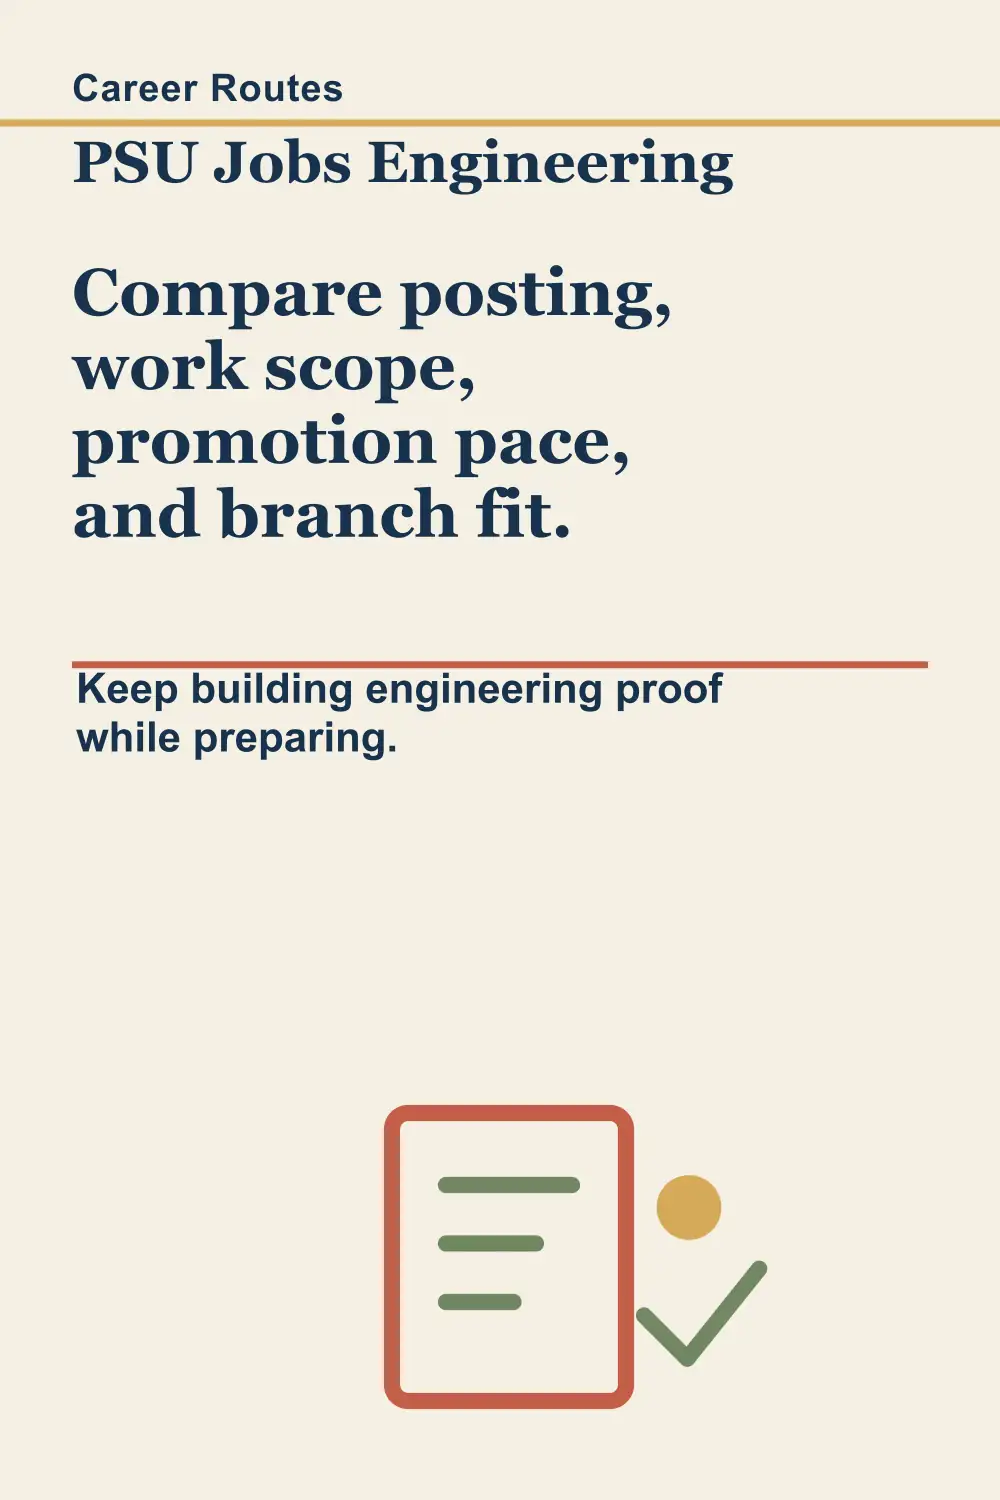 Career Routes
PSU Jobs Engineering
Compare posting,
work scope,
promotion pace,
and branch fit.
Keep building engineering proof
while preparing.